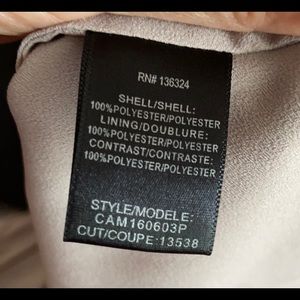 RN# 136324
SHELL/SHELL:
100%POLYESTER/POLYESTER
LINING/DOUBLURE:
100%POLYESTER/POLYESTER
CONTRAST/CONTRASTE:
100%POLYESTER/POLYESTER
STYLE/MODELE:
CAM160603P
CUT/COUPE:13538